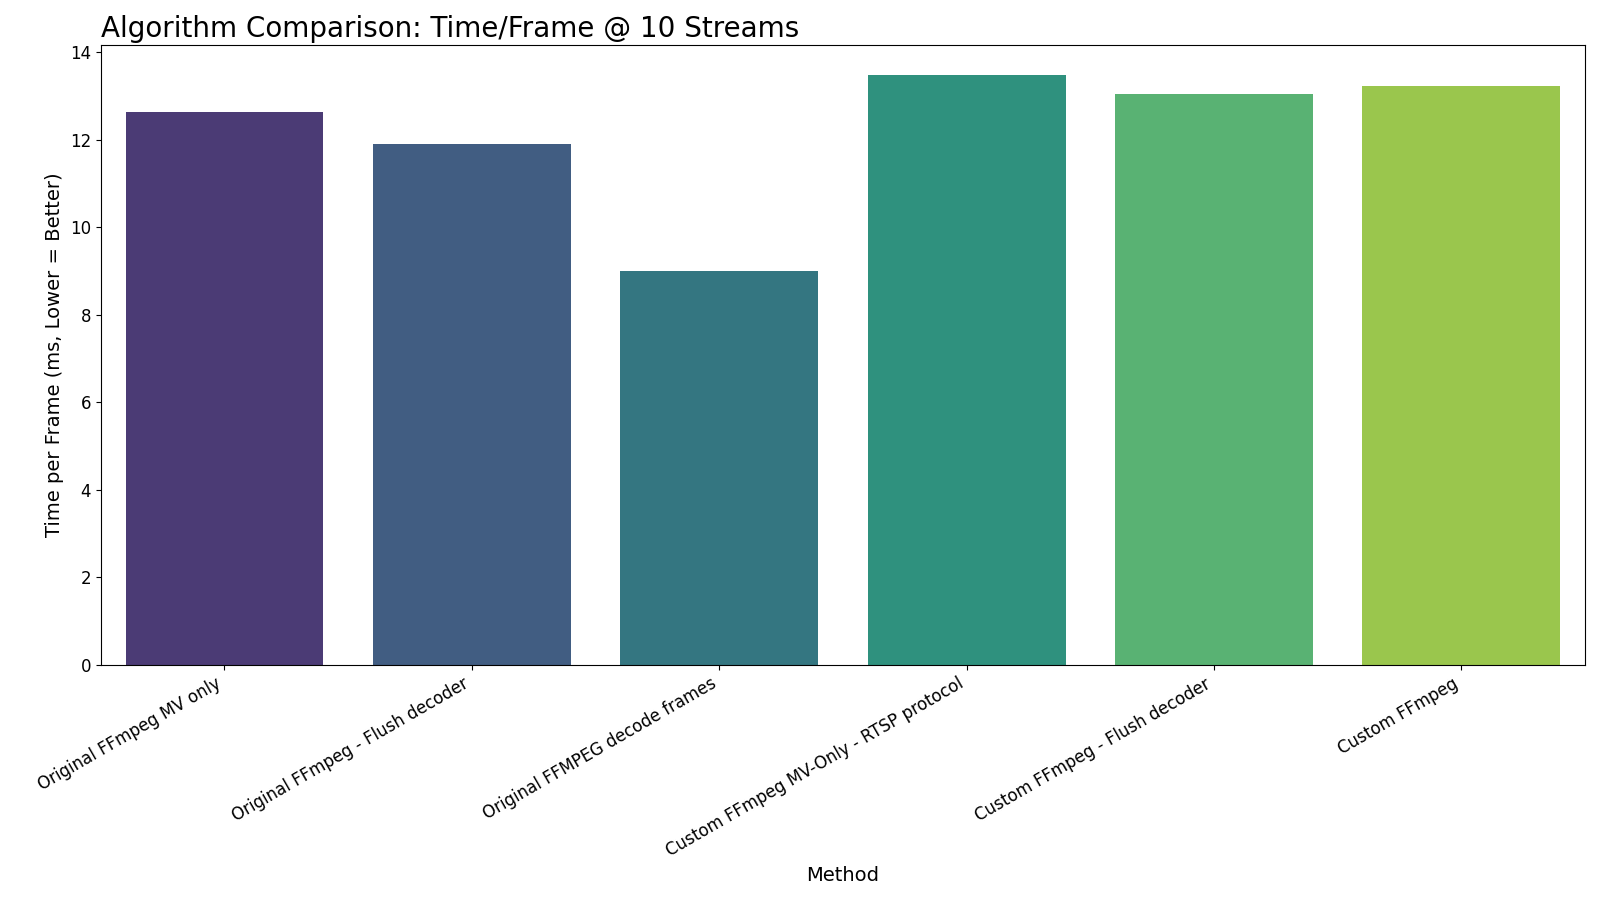 Algorithm Comparison: Time/Frame @ 10 Streams
Time per Frame (ms, Lower = Better)
14
12
10
8
6
4
2
0
Original FFmpeg MV only
Original FFmpeg - Flush decoder
Original FFMPEG decode frames
Custom FFmpeg MV-Only - RTSP protocol
Custom FFmpeg - Flush decoder
Custom FFmpeg
Method